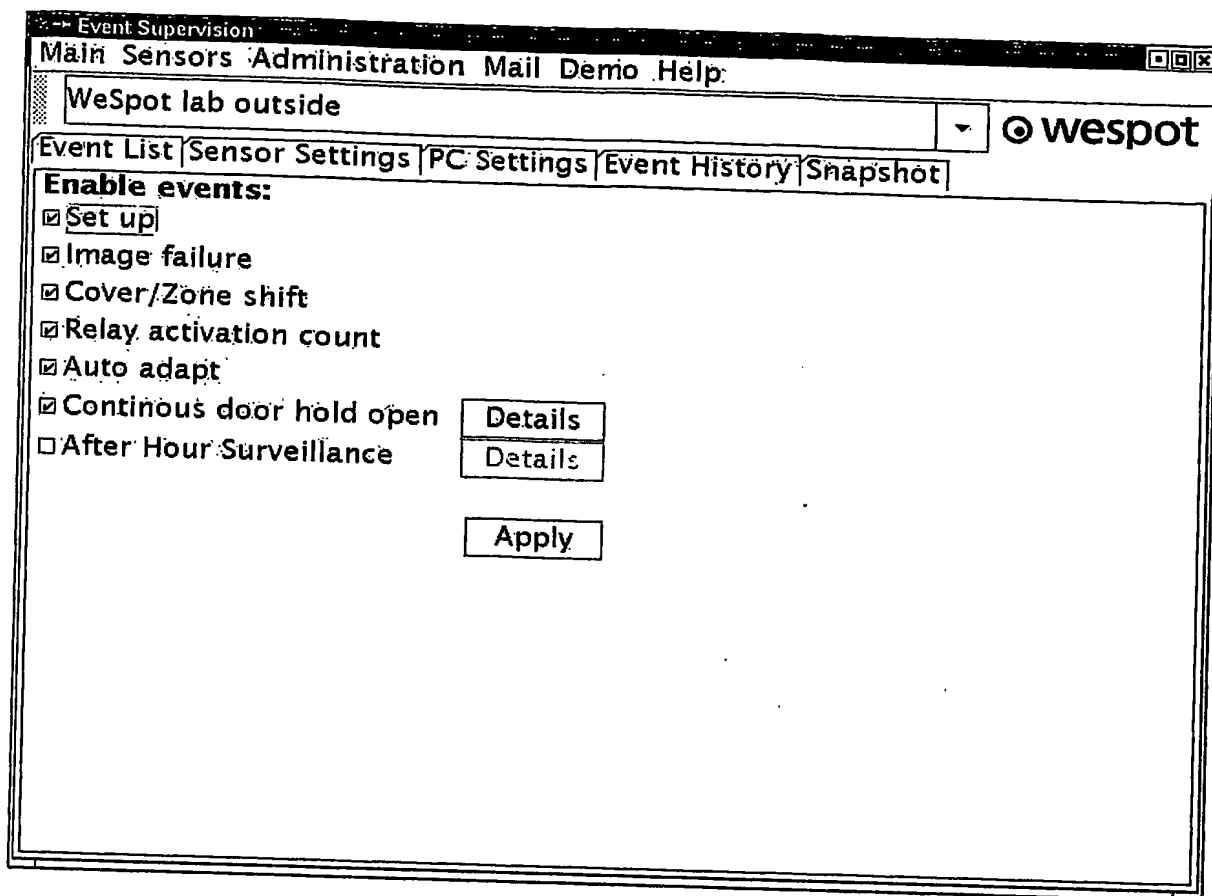 Event Supervision
Main Sensors Administration Mail Demo Help
WeSpot lab outside
wespot
Event List Sensor Settings PC Settings Event History Snapshot
Enable events:
Set up
Image failure
Cover/Zone shift
Relay activation count
Auto adapt
Continous door hold open Details
After Hour Surveillance Details
Apply